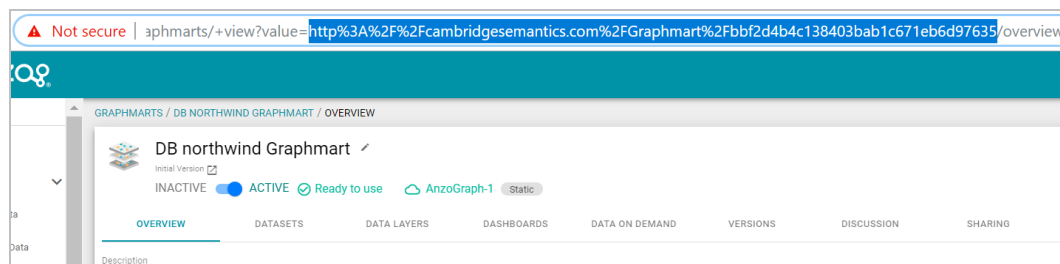 Not secure | aphmarts/+view?value=http%3A%2F%2Fcambridgesemantics.com%2FGraphmart%2Fbbf2d4b4c138403bab1c671eb6d97635/overview
GRAPHMARTS / DB NORTHWIND GRAPHMART / OVERVIEW
DB northwind Graphmart
Initial Version
INACTIVE ACTIVE Ready to use AnzoGraph-1 Static
OVERVIEW DATASETS DATA LAYERS DASHBOARDS DATA ON DEMAND VERSIONS DISCUSSION SHARING
ta
Data
Description